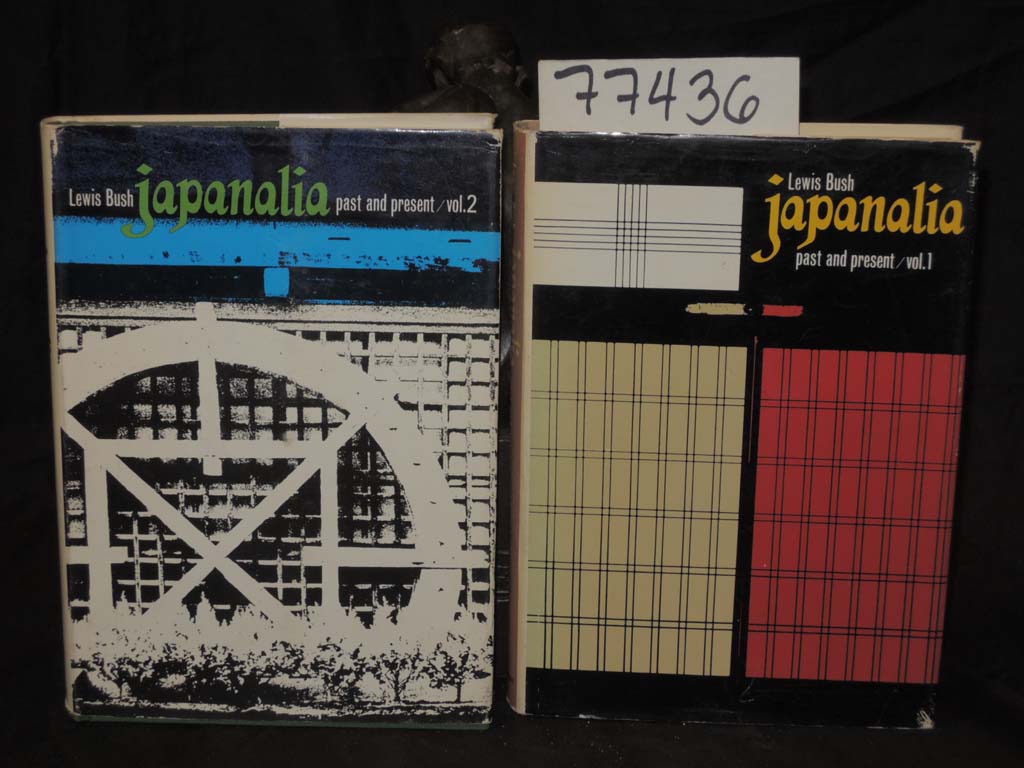 77436
Lewis Bush japanalia past and present/vol.2
Lewis Bush
japanalia
past and present/vol.1